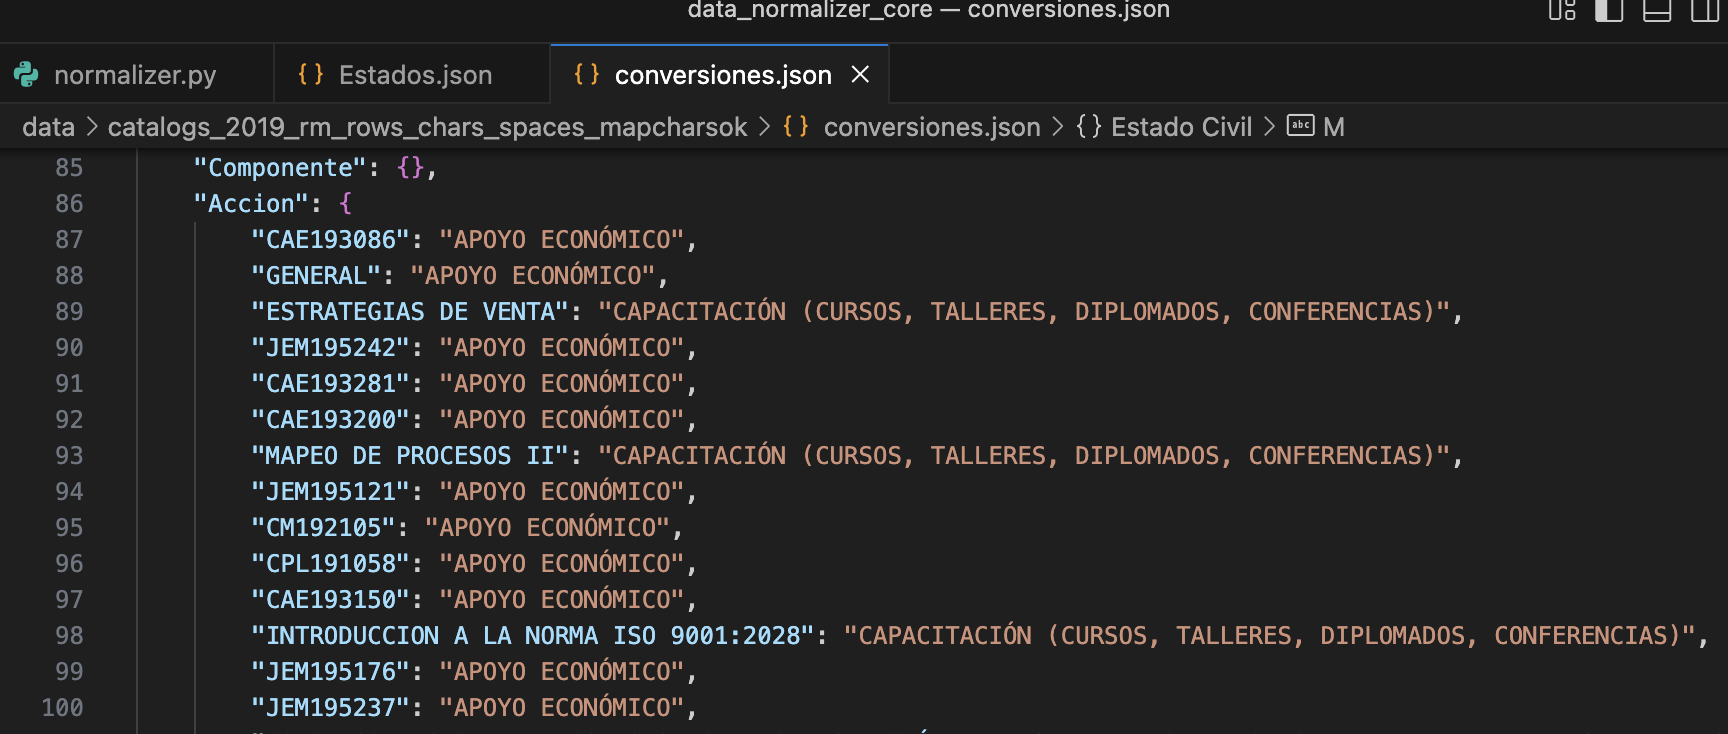 data_normalizer_core — conversiones.json
normalizer.py {} Estados.json {} conversiones.json
data > catalogs_2019_rm_rows_chars_spaces_mapcharsok > {} conversiones.json > {} Estado Civil > abc M
85 "Componente": {},
86 "Accion": {
87 "CAE193086": "APOYO ECONÓMICO",
88 "GENERAL": "APOYO ECONÓMICO",
89 "ESTRATEGIAS DE VENTA": "CAPACITACIÓN (CURSOS, TALLERES, DIPLOMADOS, CONFERENCIAS)",
90 "JEM195242": "APOYO ECONÓMICO",
91 "CAE193281": "APOYO ECONÓMICO",
92 "CAE193200": "APOYO ECONÓMICO",
93 "MAPEO DE PROCESOS II": "CAPACITACIÓN (CURSOS, TALLERES, DIPLOMADOS, CONFERENCIAS)",
94 "JEM195121": "APOYO ECONÓMICO",
95 "CM192105": "APOYO ECONÓMICO",
96 "CPL191058": "APOYO ECONÓMICO",
97 "CAE193150": "APOYO ECONÓMICO",
98 "INTRODUCCION A LA NORMA ISO 9001:2028": "CAPACITACIÓN (CURSOS, TALLERES, DIPLOMADOS, CONFERENCIAS)",
99 "JEM195176": "APOYO ECONÓMICO",
100 "JEM195237": "APOYO ECONÓMICO",